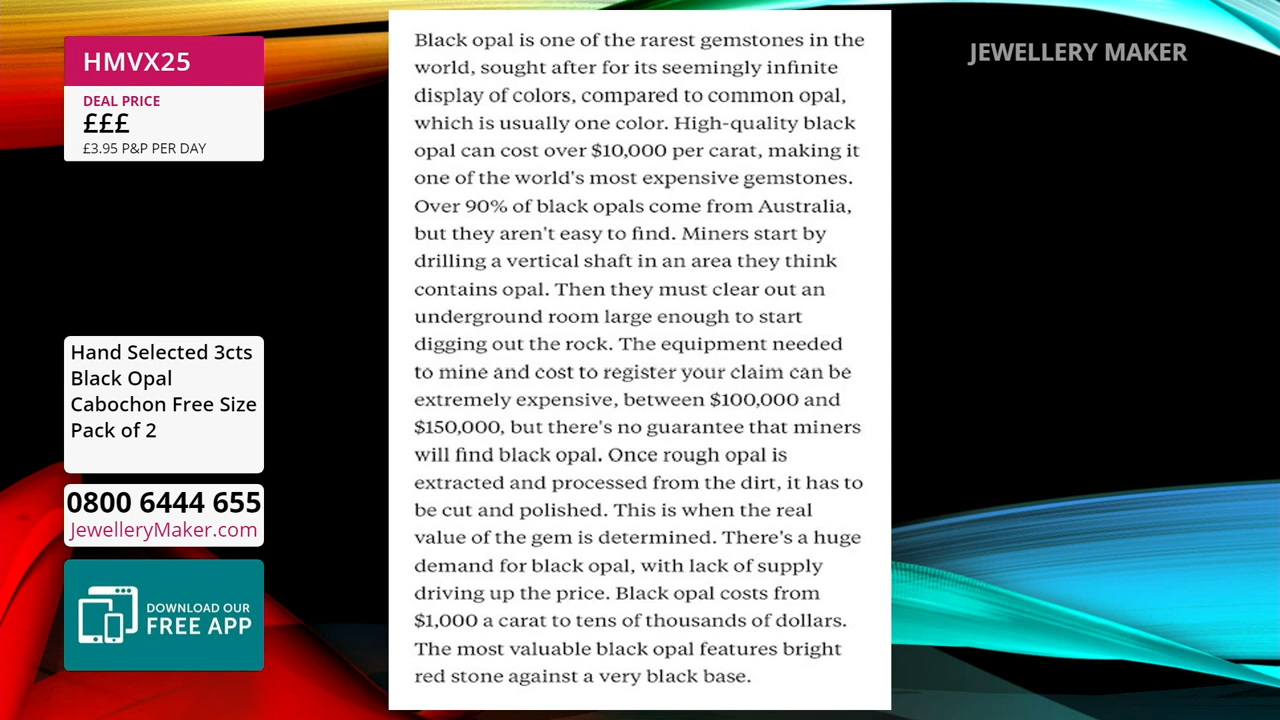 HMVX25
DEAL PRICE
£££
£3.95 P&P PER DAY
Hand Selected 3cts
Black Opal
Cabochon Free Size
Pack of 2
0800 6444 655
JewelleryMaker.com
DOWNLOAD OUR
FREE APP
Black opal is one of the rarest gemstones in the
world, sought after for its seemingly infinite
display of colors, compared to common opal,
which is usually one color. High-quality black
opal can cost over $10,000 per carat, making it
one of the world's most expensive gemstones.
Over 90% of black opals come from Australia,
but they aren't easy to find. Miners start by
drilling a vertical shaft in an area they think
contains opal. Then they must clear out an
underground room large enough to start
digging out the rock. The equipment needed
to mine and cost to register your claim can be
extremely expensive, between $100,000 and
$150,000, but there's no guarantee that miners
will find black opal. Once rough opal is
extracted and processed from the dirt, it has to
be cut and polished. This is when the real
value of the gem is determined. There's a huge
demand for black opal, with lack of supply
driving up the price. Black opal costs from
$1,000 a carat to tens of thousands of dollars.
The most valuable black opal features bright
red stone against a very black base.
JEWELLERY MAKER